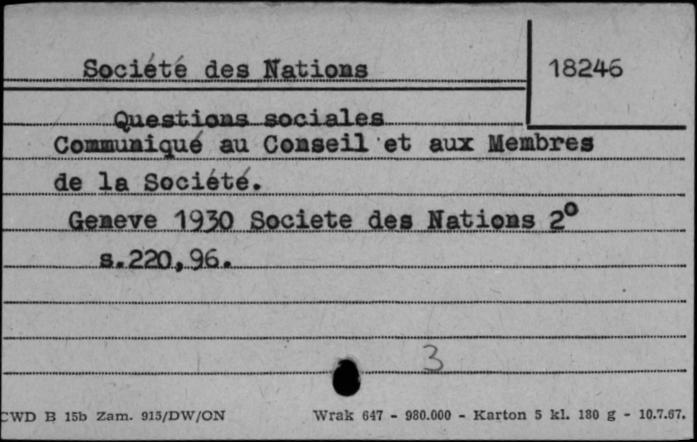 Société des Nations
18246
Questions sociales
Communiqué au Conseil et aux Membres
de la Société.
Geneve 1930 Societe des Nations 2°
s.220,96.
3
CWD B 15b Zam. 915/DW/ON
Wrak 647 - 980.000 - Karton 5 kl. 180 g - 10.7.67.